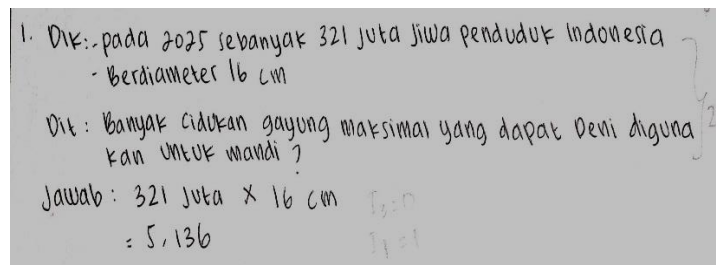 1. Dik: - pada 2025 sebanyak 321 juta jiwa penduduk Indonesia
- Berdiameter 16 cm
2
Dit : Banyak cidukan gayung maksimal yang dapat Deni diguna
kan untuk mandi ?
Jawab : 321 juta x 16 cm
= 5,136